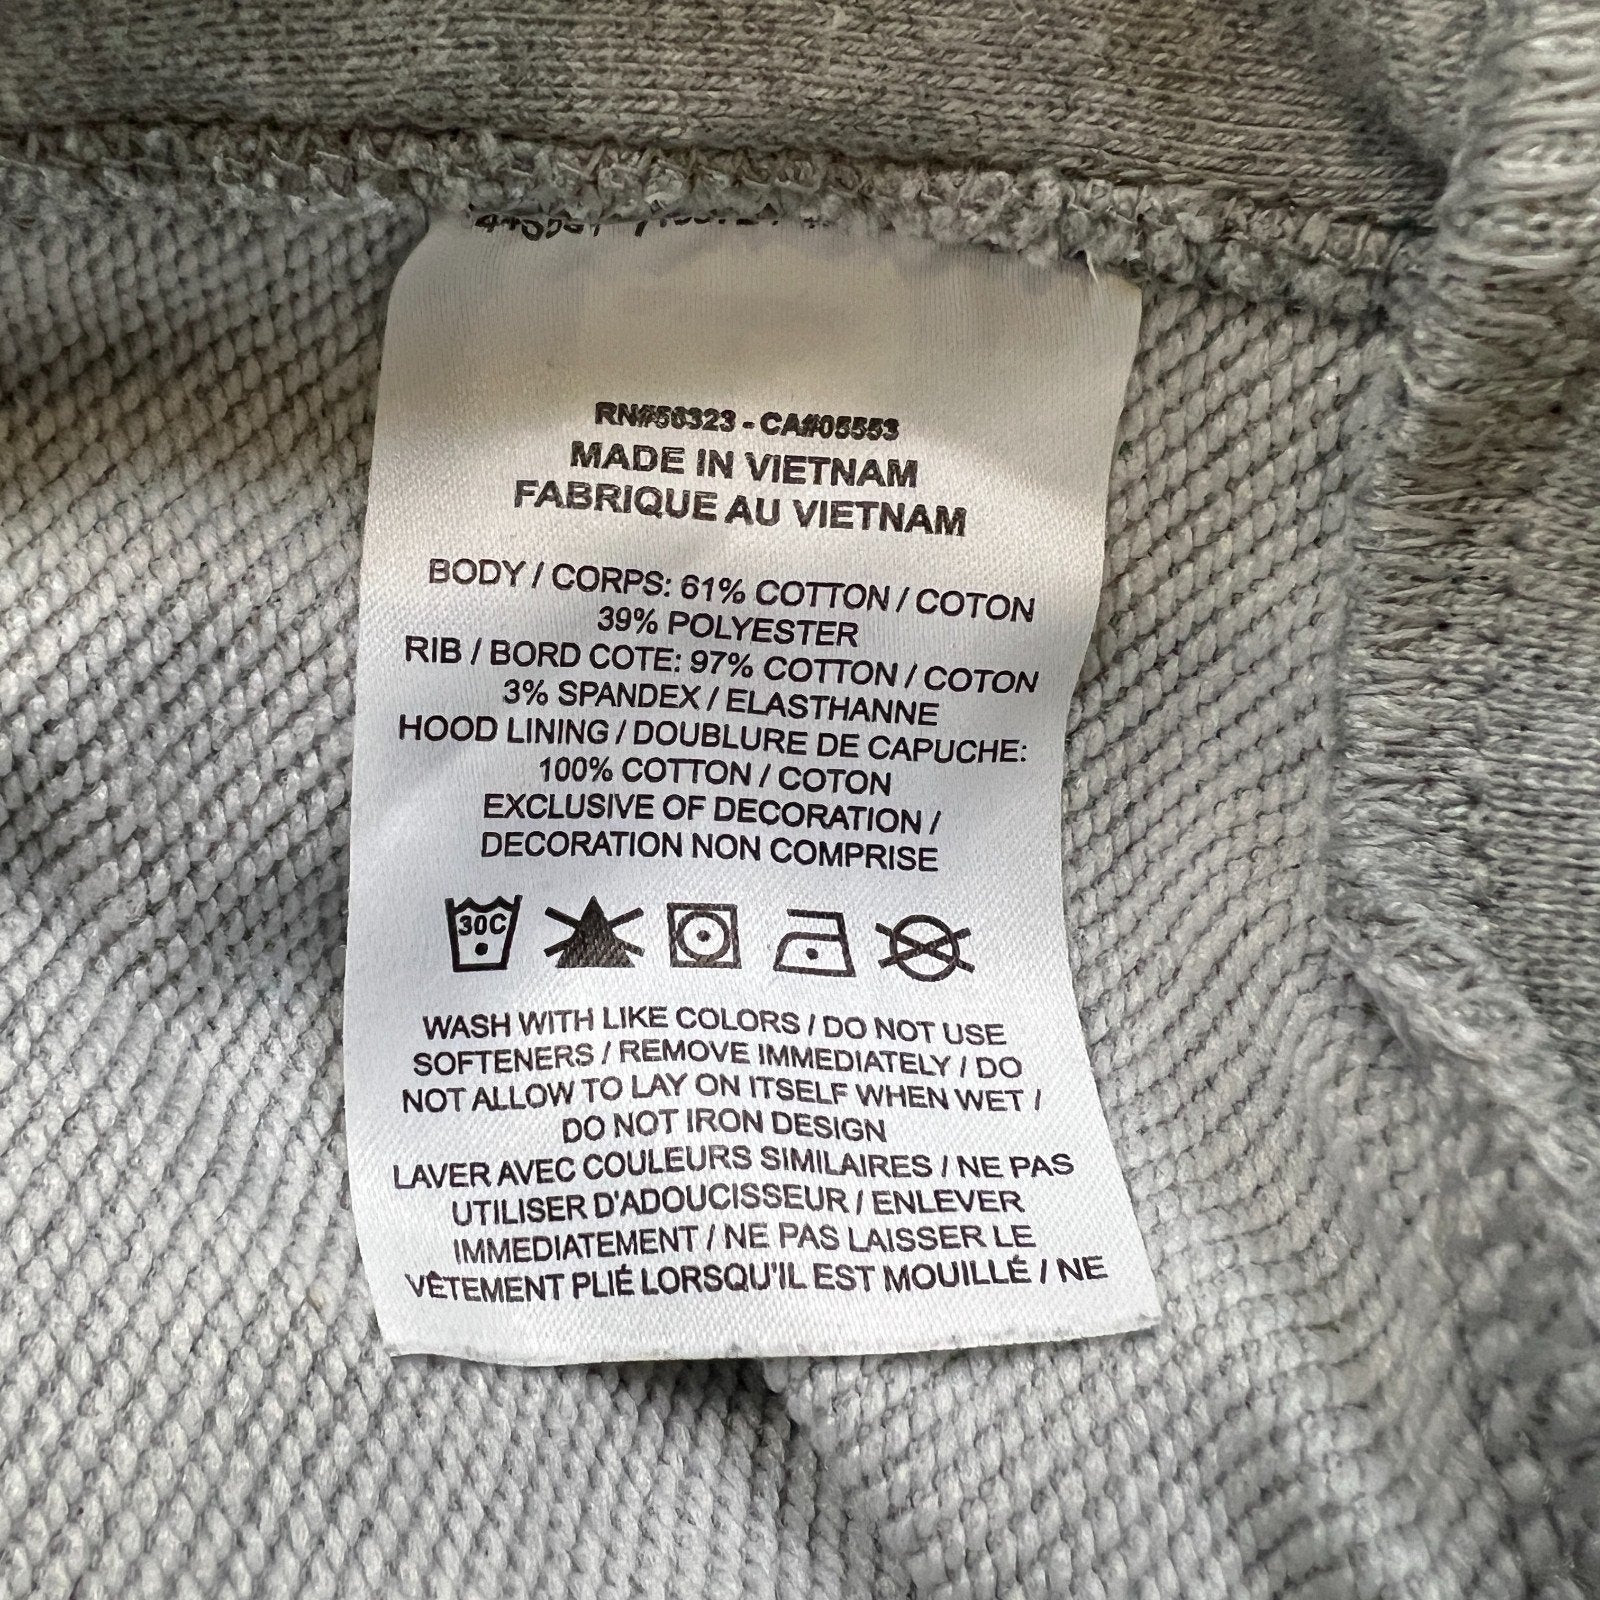 RN#56323 - CA#05553
MADE IN VIETNAM
FABRIQUE AU VIETNAM
BODY / CORPS: 61% COTTON / COTON
39% POLYESTER
RIB / BORD COTE: 97% COTTON / COTON
3% SPANDEX / ELASTHANNE
HOOD LINING / DOUBLURE DE CAPUCHE:
100% COTTON / COTON
EXCLUSIVE OF DECORATION /
DECORATION NON COMPRISE
30C
WASH WITH LIKE COLORS / DO NOT USE
SOFTENERS / REMOVE IMMEDIATELY / DO
NOT ALLOW TO LAY ON ITSELF WHEN WET /
DO NOT IRON DESIGN
LAVER AVEC COULEURS SIMILAIRES / NE PAS
UTILISER D'ADOUCISSEUR / ENLEVER
IMMEDIATEMENT / NE PAS LAISSER LE
VÊTEMENT PLIÉ LORSQU'IL EST MOUILLÉ / NE